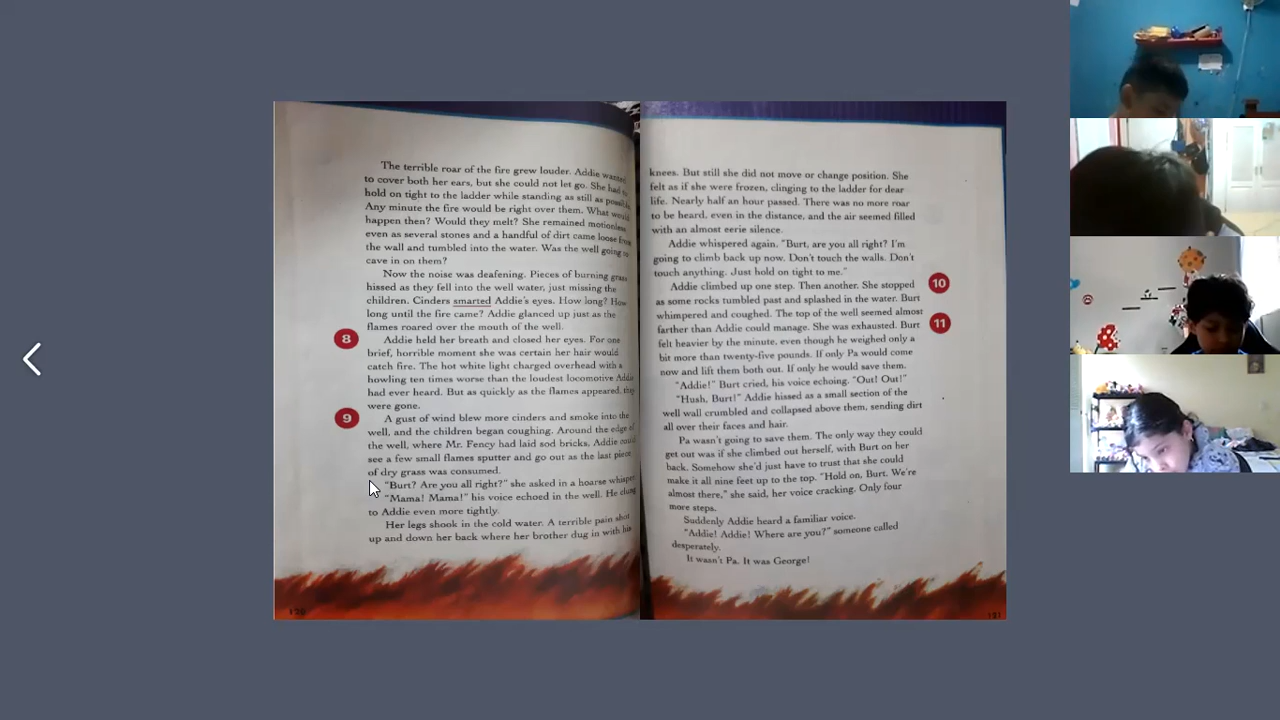 The terrible roar of the fire grew louder. Addie wanted
to cover both her ears, but she could not let go. She had to
hold on tight to the ladder while standing as still as possible.
Any minute the fire would be right over them. What would
happen then? Would they melt? She remained motionless
even as several stones and a handful of dirt came loose from
the wall and tumbled into the water. Was the well going to
cave in on them?
Now the noise was deafening. Pieces of burning grass
hissed as they fell into the well water, just missing the
children. Cinders smarted Addie's eyes. How long? How
long until the fire came? Addie glanced up just as the
flames roared over the mouth of the well.
8
Addie held her breath and closed her eyes. For one
brief, horrible moment she was certain her hair would
catch fire. The hot white light charged overhead with a
howling ten times worse than the loudest locomotive Addie
had ever heard. But as quickly as the flames appeared, they
were gone.
9
A gust of wind blew more cinders and smoke into the
well, and the children began coughing. Around the edge of
the well, where Mr. Fency had laid sod bricks, Addie could
see a few small flames sputter and go out as the last piece
of dry grass was consumed.
"Burt? Are you all right?" she asked in a hoarse whisper.
"Mama! Mama!" his voice echoed in the well. He clung
to Addie even more tightly.
Her legs shook in the cold water. A terrible pain shot
up and down her back where her brother dug in with his
120
knees. But still she did not move or change position. She
felt as if she were frozen, clinging to the ladder for dear
life. Nearly half an hour passed. There was no more roar
to be heard, even in the distance, and the air seemed filled
with an almost eerie silence.
Addie whispered again. "Burt, are you all right? I'm
going to climb back up now. Don't touch the walls. Don't
touch anything. Just hold on tight to me."
10
Addie climbed up one step. Then another. She stopped
as some rocks tumbled past and splashed in the water. Burt
whimpered and coughed. The top of the well seemed almost
11
farther than Addie could manage. She was exhausted. Burt
felt heavier by the minute, even though he weighed only a
bit more than twenty-five pounds. If only Pa would come
now and lift them both out. If only he would save them.
"Addie!" Burt cried, his voice echoing. "Out! Out!"
"Hush, Burt!" Addie hissed as a small section of the
well wall crumbled and collapsed above them, sending dirt
all over their faces and hair.
Pa wasn't going to save them. The only way they could
get out was if she climbed out herself, with Burt on her
back. Somehow she'd just have to trust that she could
make it all nine feet up to the top. "Hold on, Burt. We're
almost there," she said, her voice cracking. Only four
more steps.
Suddenly Addie heard a familiar voice.
"Addie! Addie! Where are you?" someone called
desperately.
It wasn't Pa. It was George!
121